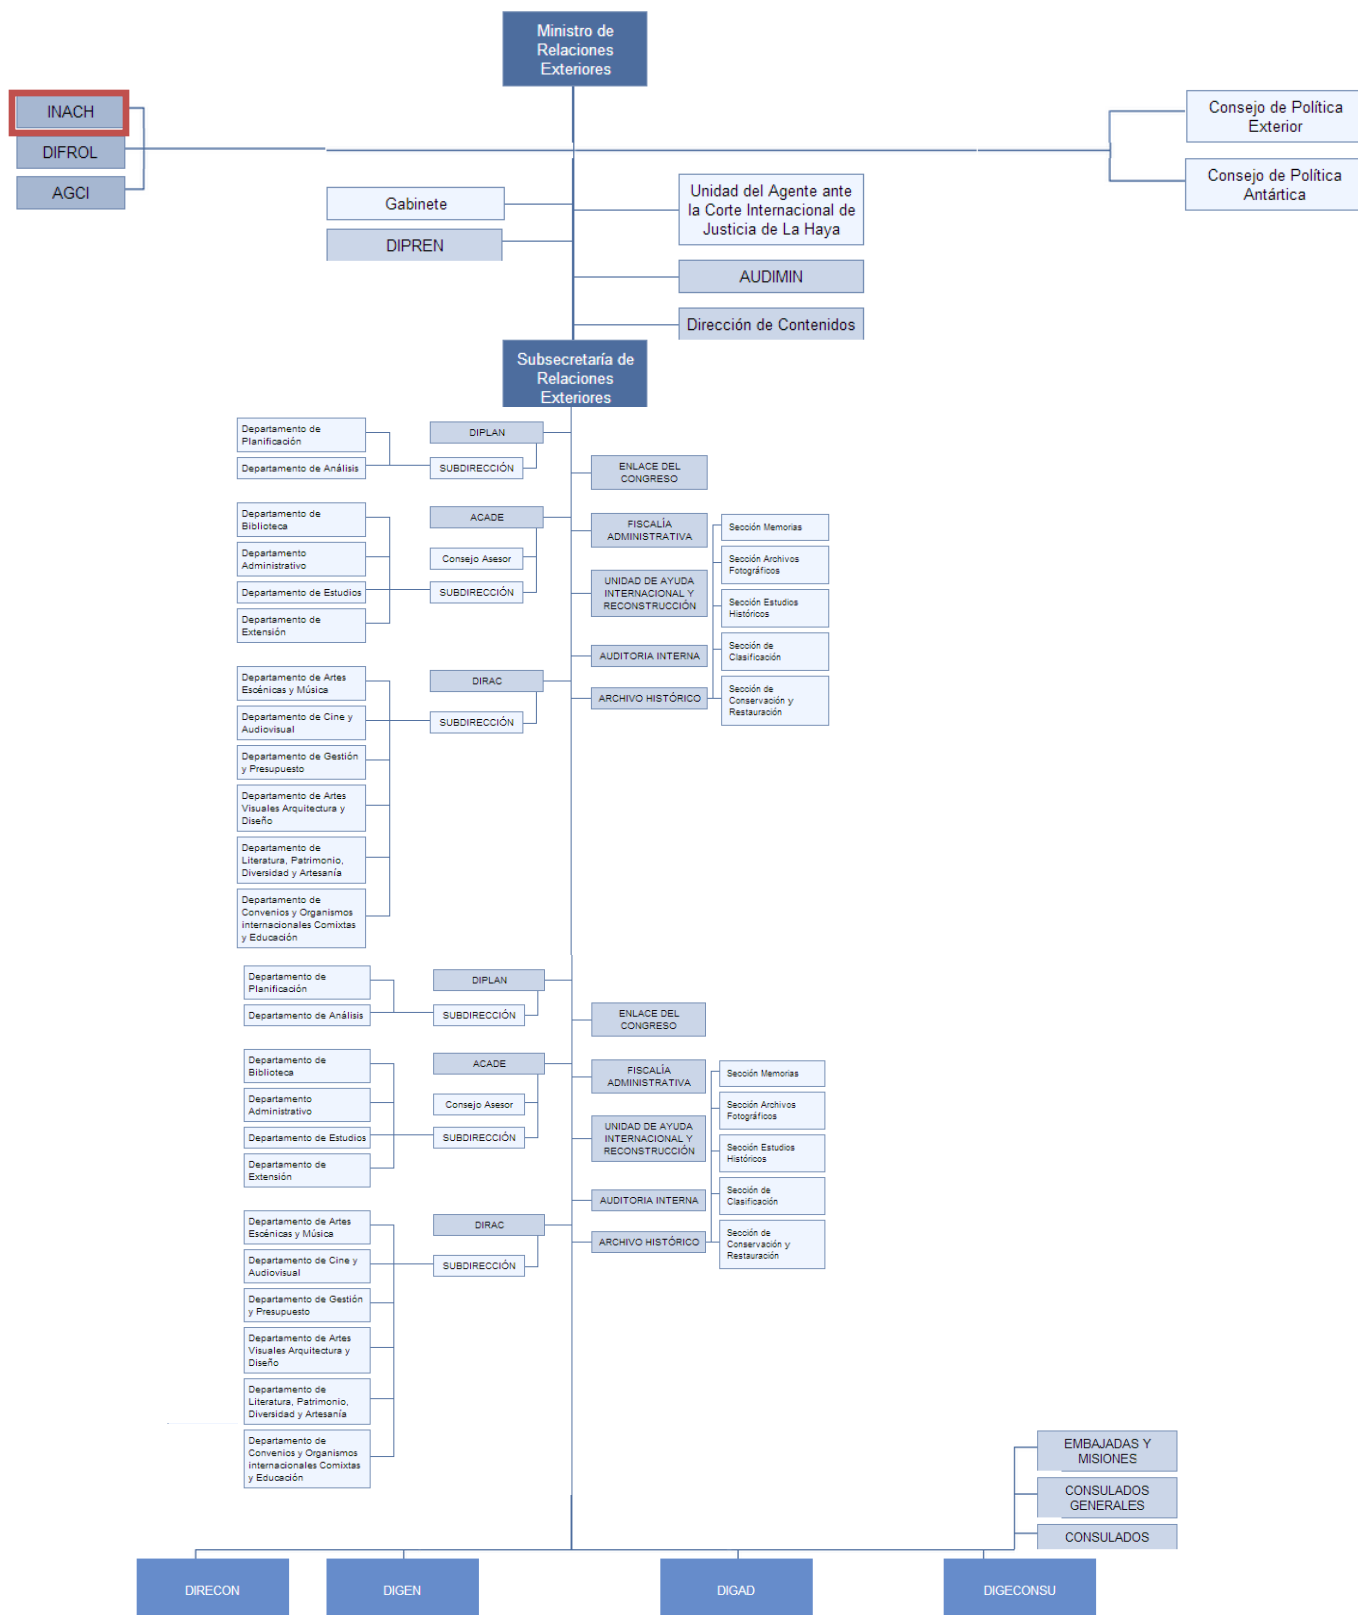 Ministro de
Relaciones
Exteriores
INACH
DIFROL
AGCI
Consejo de Política
Exterior
Consejo de Política
Antártica
Gabinete
DIPREN
Unidad del Agente ante
la Corte Internacional de
Justicia de La Haya
AUDIMIN
Dirección de Contenidos
Subsecretaría de
Relaciones
Exteriores
Departamento de
Planificación
Departamento de Análisis
DIPLAN
SUBDIRECCIÓN
ENLACE DEL
CONGRESO
Departamento de
Biblioteca
Departamento
Administrativo
Departamento de Estudios
Departamento de
Extensión
ACADE
Consejo Asesor
SUBDIRECCIÓN
FISCALÍA
ADMINISTRATIVA
UNIDAD DE AYUDA
INTERNACIONAL Y
RECONSTRUCCIÓN
AUDITORIA INTERNA
ARCHIVO HISTÓRICO
Sección Memorias
Sección Archivos
Fotográficos
Sección Estudios
Históricos
Sección de
Clasificación
Sección de
Conservación y
Restauración
Departamento de Artes
Escénicas y Música
Departamento de Cine y
Audiovisual
Departamento de Gestión
y Presupuesto
Departamento de Artes
Visuales Arquitectura y
Diseño
Departamento de
Literatura, Patrimonio,
Diversidad y Artesanía
Departamento de
Convenios y Organismos
internacionales Comixtas
y Educación
DIRAC
SUBDIRECCIÓN
Departamento de
Planificación
Departamento de Análisis
DIPLAN
SUBDIRECCIÓN
ENLACE DEL
CONGRESO
Departamento de
Biblioteca
Departamento
Administrativo
Departamento de Estudios
Departamento de
Extensión
ACADE
Consejo Asesor
SUBDIRECCIÓN
FISCALÍA
ADMINISTRATIVA
UNIDAD DE AYUDA
INTERNACIONAL Y
RECONSTRUCCIÓN
AUDITORIA INTERNA
ARCHIVO HISTÓRICO
Sección Memorias
Sección Archivos
Fotográficos
Sección Estudios
Históricos
Sección de
Clasificación
Sección de
Conservación y
Restauración
Departamento de Artes
Escénicas y Música
Departamento de Cine y
Audiovisual
Departamento de Gestión
y Presupuesto
Departamento de Artes
Visuales Arquitectura y
Diseño
Departamento de
Literatura, Patrimonio,
Diversidad y Artesanía
Departamento de
Convenios y Organismos
internacionales Comixtas
y Educación
DIRAC
SUBDIRECCIÓN
EMBAJADAS Y
MISIONES
CONSULADOS
GENERALES
CONSULADOS
DIRECON
DIGEN
DIGAD
DIGECONSU